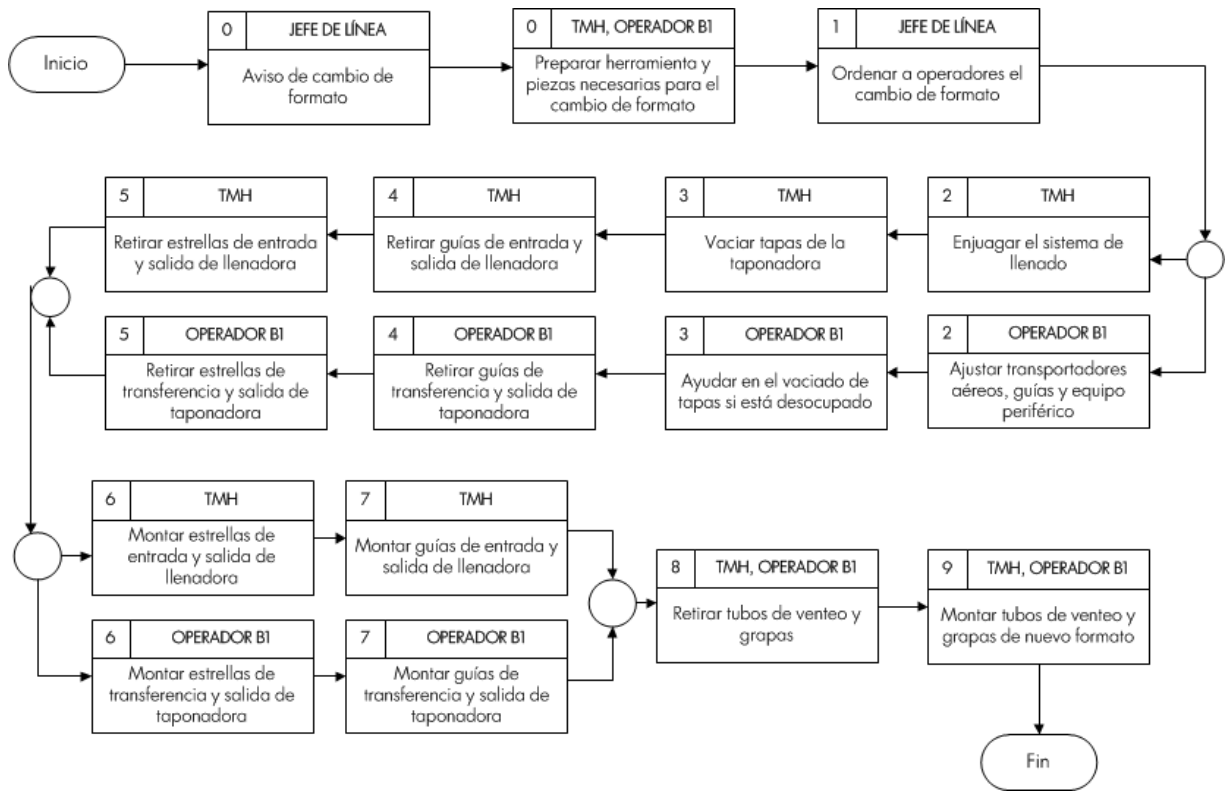 Inicio
0 JEFE DE LÍNEA
Aviso de cambio de
formato
0 TMH, OPERADOR B1
Preparar herramienta y
piezas necesarias para el
cambio de formato
1 JEFE DE LÍNEA
Ordenar a operadores el
cambio de formato
5 TMH
Retirar estrellas de entrada
y salida de llenadora
4 TMH
Retirar guías de entrada y
salida de llenadora
3 TMH
Vaciar tapas de la
taponadora
2 TMH
Enjuagar el sistema de
llenado
5 OPERADOR B1
Retirar estrellas de
transferencia y salida de
taponadora
4 OPERADOR B1
Retirar guías de
transferencia y salida de
taponadora
3 OPERADOR B1
Ayudar en el vaciado de
tapas si está desocupado
2 OPERADOR B1
Ajustar transportadores
aéreos, guías y equipo
periférico
6 TMH
Montar estrellas de
entrada y salida de
llenadora
7 TMH
Montar guías de entrada y
salida de llenadora
6 OPERADOR B1
Montar estrellas de
transferencia y salida de
taponadora
7 OPERADOR B1
Montar guías de
transferencia y salida de
taponadora
8 TMH, OPERADOR B1
Retirar tubos de venteo y
grapas
9 TMH, OPERADOR B1
Montar tubos de venteo y
grapas de nuevo formato
Fin